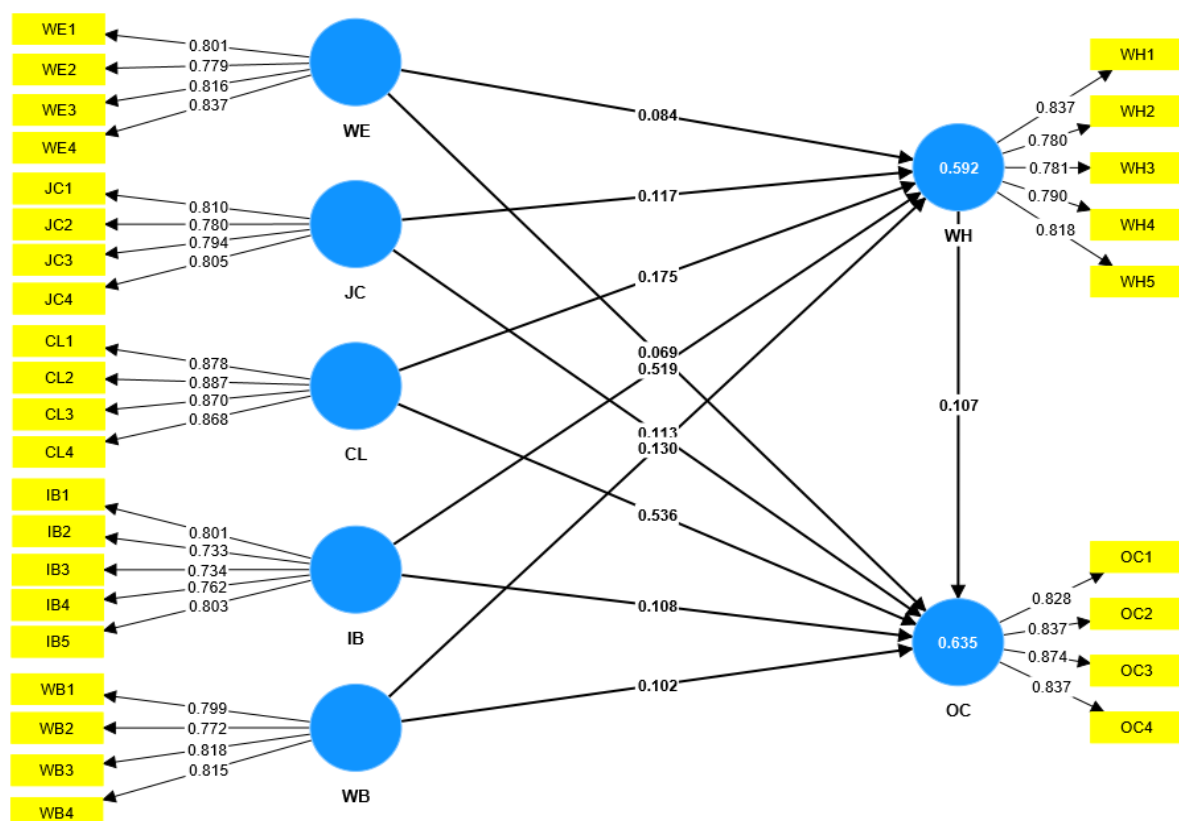 WE1
WE2
WE3
WE4
0.801
0.779
0.816
0.837
WE
JC1
JC2
JC3
JC4
0.810
0.780
0.794
0.805
JC
CL1
CL2
CL3
CL4
0.878
0.887
0.870
0.868
CL
IB1
IB2
IB3
IB4
IB5
0.801
0.733
0.734
0.762
0.803
IB
WB1
WB2
WB3
WB4
0.799
0.772
0.818
0.815
WB
0.084
0.117
0.175
0.069
0.519
0.113
0.130
0.536
0.108
0.102
0.592
WH
0.107
0.635
OC
0.837
0.780
0.781
0.790
0.818
WH1
WH2
WH3
WH4
WH5
0.828
0.837
0.874
0.837
OC1
OC2
OC3
OC4